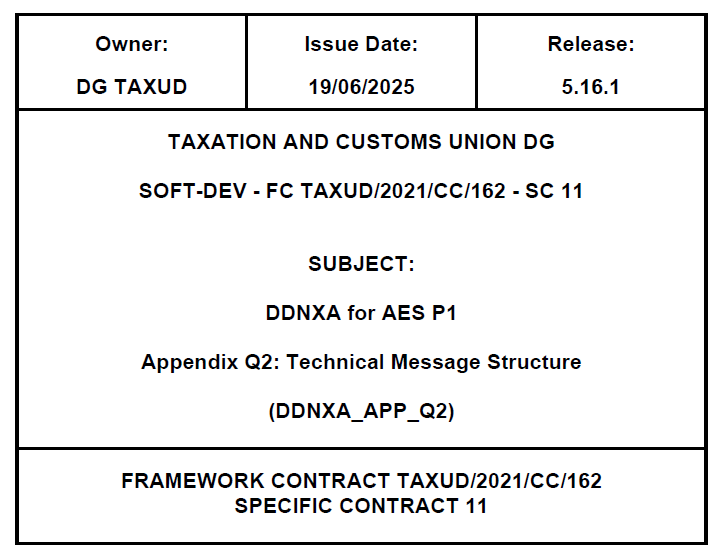 Owner:
Issue Date:
Release:
DG TAXUD
19/06/2025
5.16.1
TAXATION AND CUSTOMS UNION DG
SOFT-DEV - FC TAXUD/2021/CC/162 - SC 11
SUBJECT:
DDNXA for AES P1
Appendix Q2: Technical Message Structure
(DDNXA_APP_Q2)
FRAMEWORK CONTRACT TAXUD/2021/CC/162
SPECIFIC CONTRACT 11